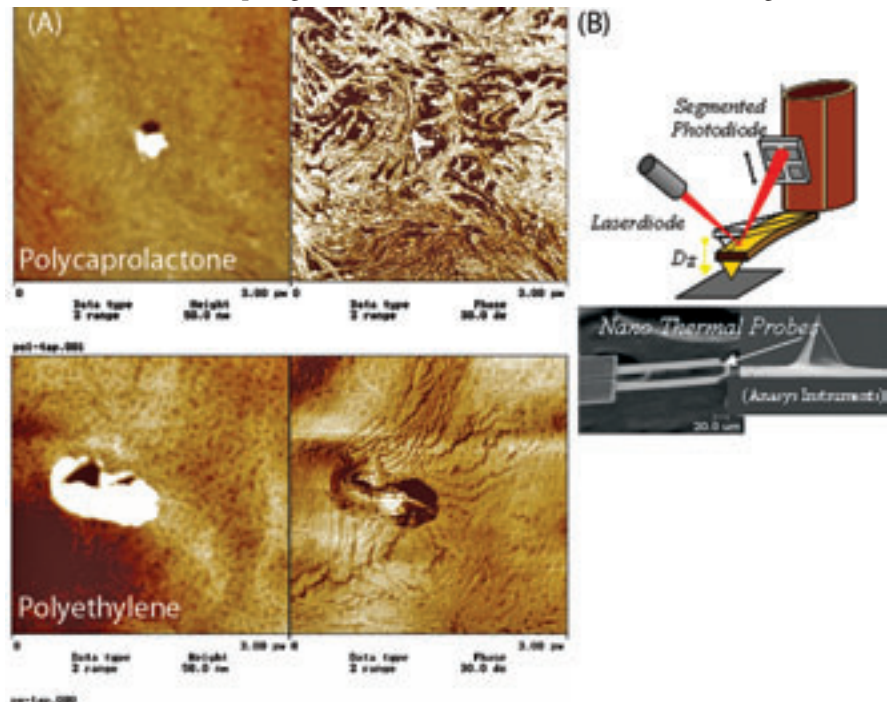 (A)
(B)
Segmented
Photodiode
Laserdiode
Dz
Polycaprolactone
0 3.00 µm 0 3.00 µm
Data type Height Data type Phase
Z range 50.0 nm Z range 30.0 de
pcl-tap.001
Nano Thermal Probes
(Anasys Instruments)
20.0 um
Polyethylene
0 3.00 µm 0 3.00 µm
Data type Height Data type Phase
Z range 50.0 nm Z range 30.0 de